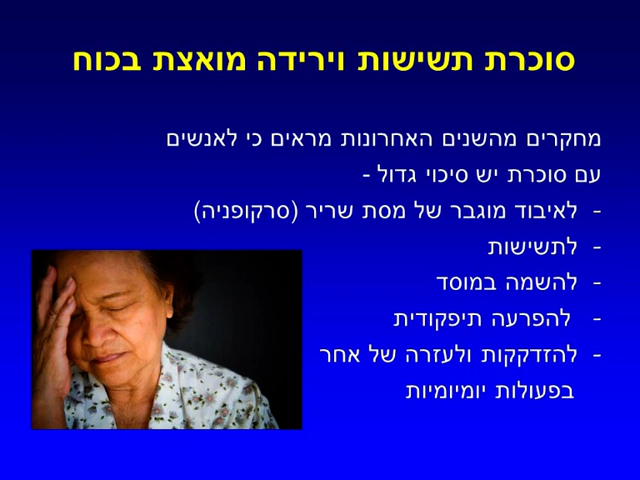 סוכרת תשישות וירידה מואצת בכוח
מחקרים מהשנים האחרונות מראים כי לאנשים
עם סוכרת יש סיכוי גדול -
- לאיבוד מוגבר של מסת שריר (סרקופניה)
- לתשישות
- להשמה במוסד
- להפרעה תיפקודית
- להזדקקות ולעזרה של אחר
בפעולות יומיומיות